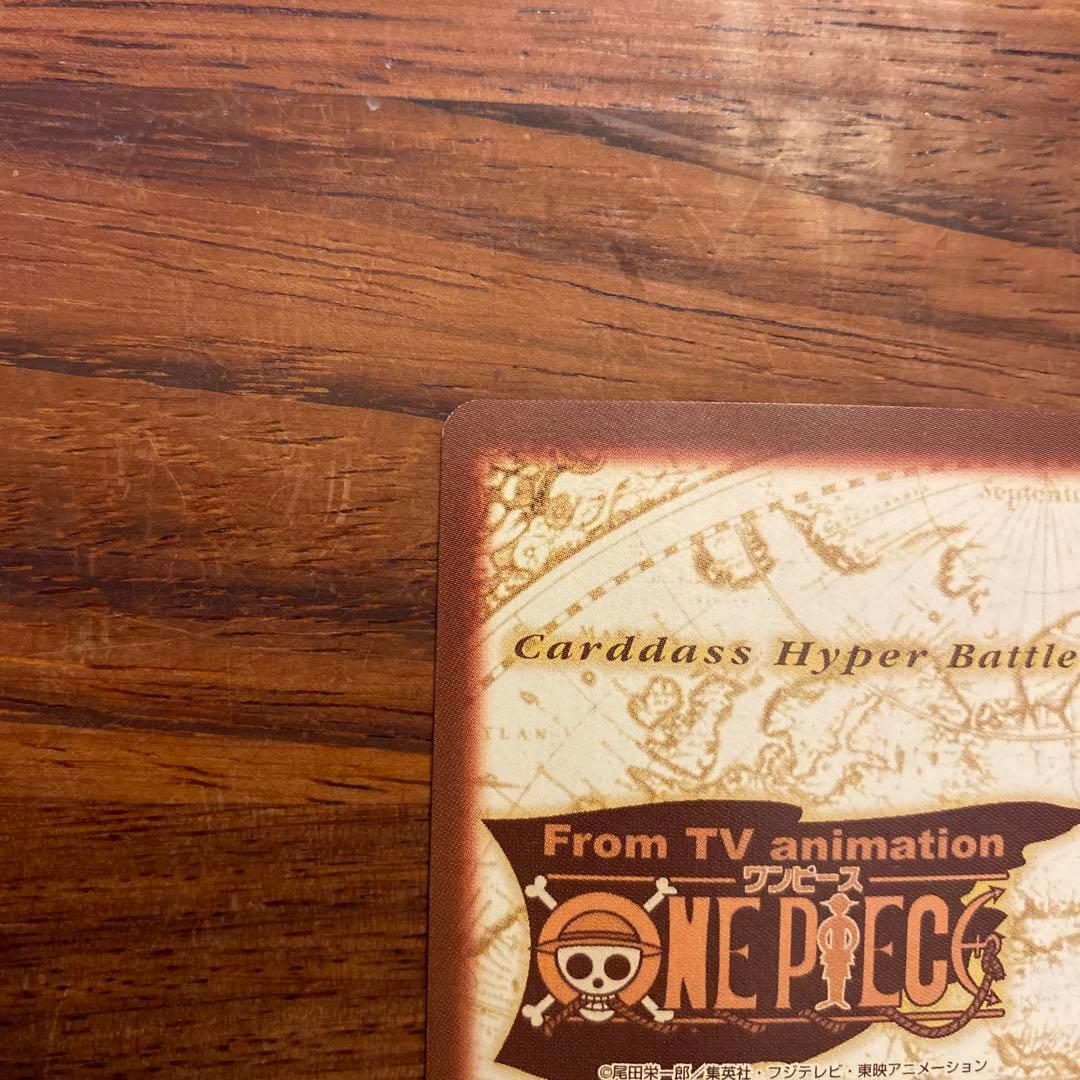 Septent
Carddass Hyper Battle
From TV animation
ワンピース
ONE PIECE
©尾田栄一郎／集英社・フジテレビ・東映アニメーション